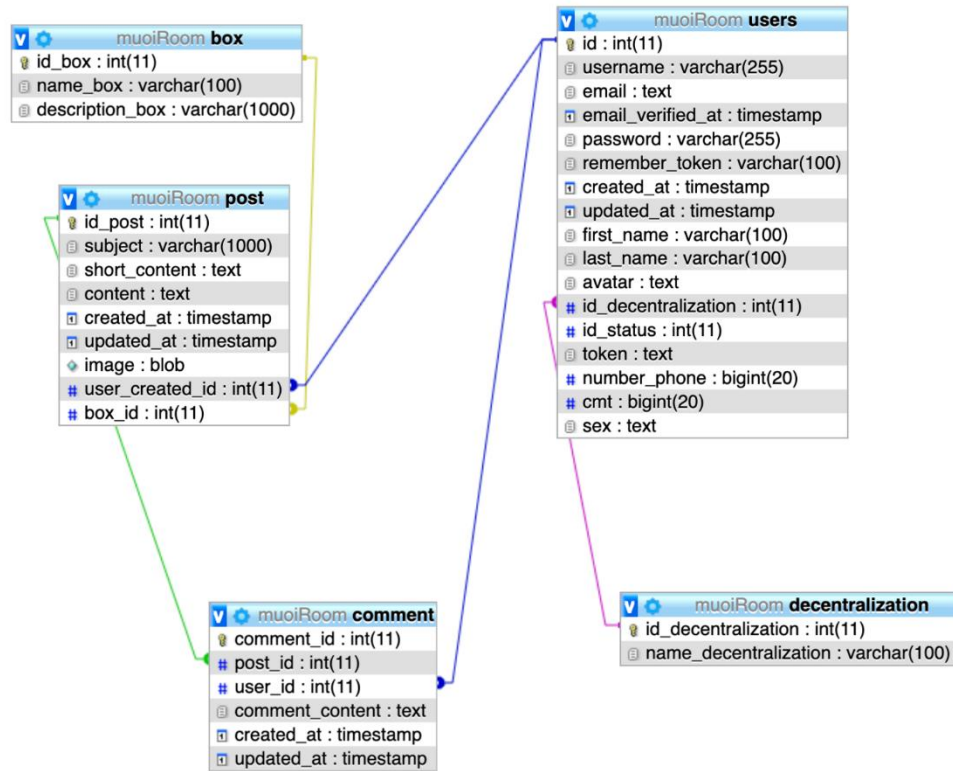 muoiRoom box
id_box : int(11)
name_box : varchar(100)
description_box : varchar(1000)
muoiRoom users
id : int(11)
username : varchar(255)
email : text
email_verified_at : timestamp
password : varchar(255)
remember_token : varchar(100)
created_at : timestamp
updated_at : timestamp
first_name : varchar(100)
last_name : varchar(100)
avatar : text
id_decentralization : int(11)
id_status : int(11)
token : text
number_phone : bigint(20)
cmt : bigint(20)
sex : text
muoiRoom post
id_post : int(11)
subject : varchar(1000)
short_content : text
content : text
created_at : timestamp
updated_at : timestamp
image : blob
user_created_id : int(11)
box_id : int(11)
muoiRoom comment
comment_id : int(11)
post_id : int(11)
user_id : int(11)
comment_content : text
created_at : timestamp
updated_at : timestamp
muoiRoom decentralization
id_decentralization : int(11)
name_decentralization : varchar(100)